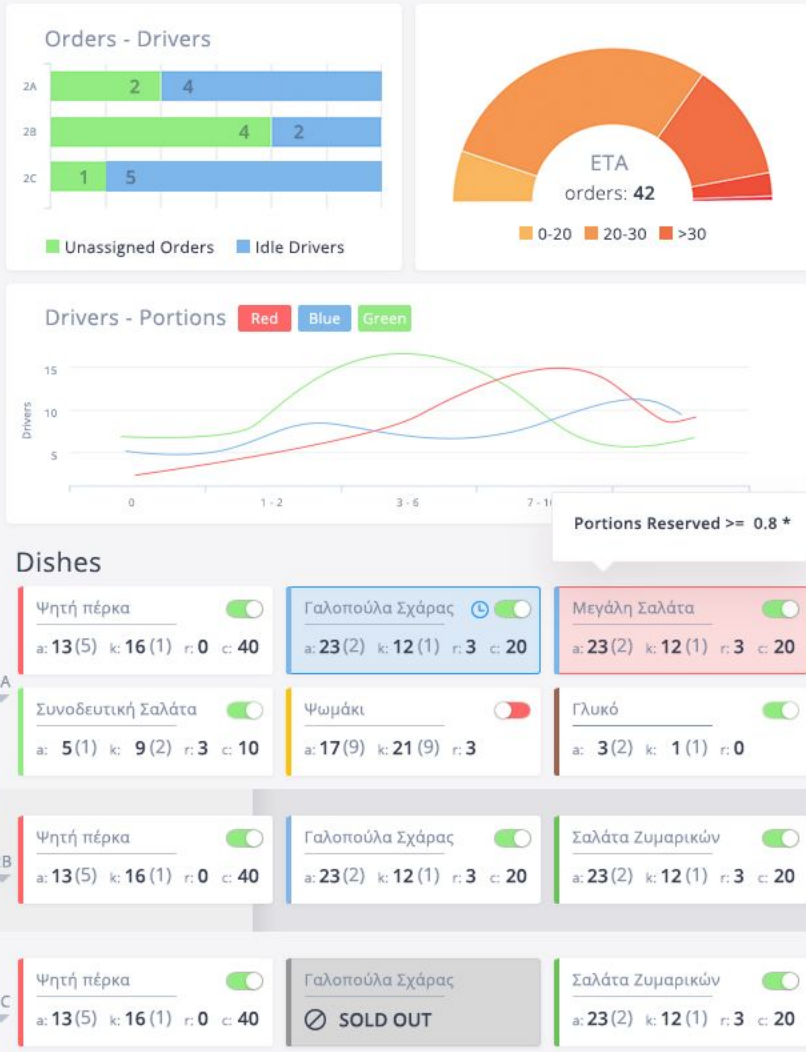 Orders - Drivers
2A 2 4
2B 4 2
2C 1 5
Unassigned Orders Idle Drivers
ETA
orders: 42
0-20 20-30 >30
Drivers - Portions Red Blue Green
15
10
5
Drivers
0 1 - 2 3 - 6
Portions Reserved >= 0.8 *
Dishes
Ψητή πέρκα Γαλοπούλα Σχάρας Μεγάλη Σαλάτα
a: 13 (5) k: 16 (1) r: 0 c: 40 a: 23 (2) k: 12 (1) r: 3 c: 20 a: 23 (2) k: 12 (1) r: 3 c: 20
A
Συνοδευτική Σαλάτα Ψωμάκι Γλυκό
a: 5 (1) k: 9 (2) r: 3 c: 10 a: 17 (9) k: 21 (9) r: 3 a: 3 (2) k: 1 (1) r: 0
Ψητή πέρκα Γαλοπούλα Σχάρας Σαλάτα Ζυμαρικών
B
a: 13 (5) k: 16 (1) r: 0 c: 40 a: 23 (2) k: 12 (1) r: 3 c: 20 a: 23 (2) k: 12 (1) r: 3 c: 20
Ψητή πέρκα Γαλοπούλα Σχάρας Σαλάτα Ζυμαρικών
C
a: 13 (5) k: 16 (1) r: 0 c: 40 SOLD OUT a: 23 (2) k: 12 (1) r: 3 c: 20